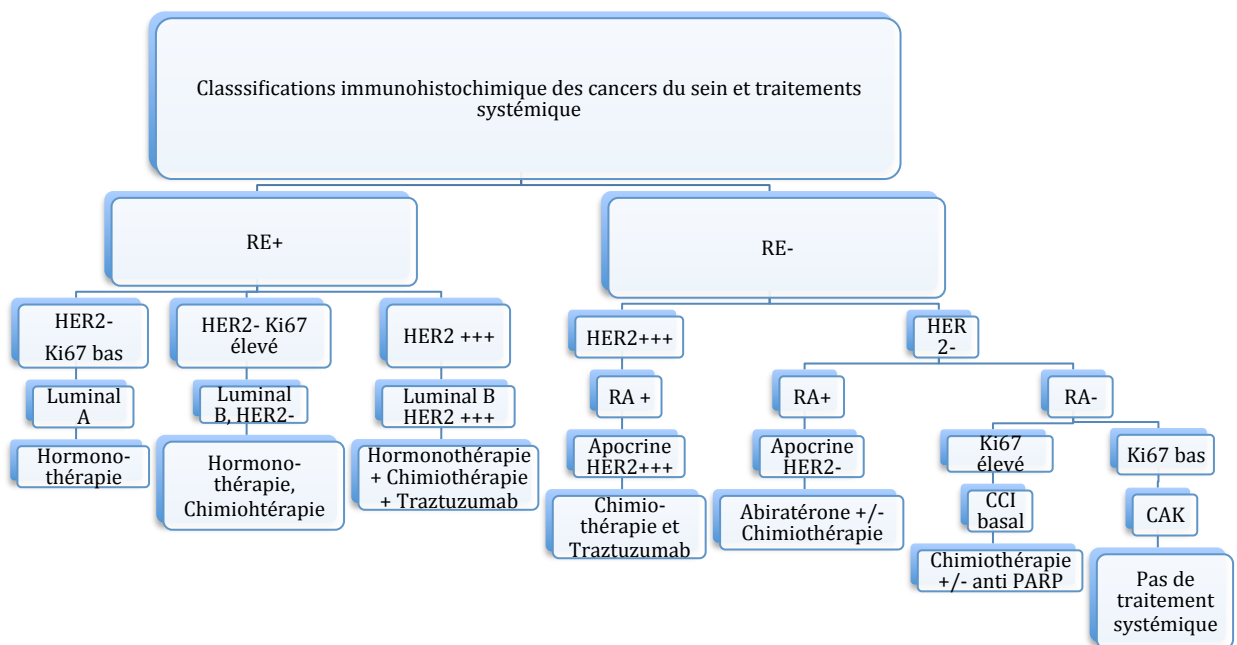 Classsifications immunohistochimique des cancers du sein et traitements
systémique
RE+
RE-
HER2-
Ki67 bas
HER2- Ki67
élevé
HER2 +++
HER2+++
HER
2-
Luminal
A
Luminal
B, HER2-
Luminal B
HER2 +++
RA +
RA+
RA-
Hormono-
thérapie
Hormono-
thérapie,
Chimiohtérapie
Hormonothérapie
+ Chimiothérapie
+ Traztuzumab
Apocrine
HER2+++
Apocrine
HER2-
Ki67
élevé
Ki67 bas
Chimio-
thérapie et
Traztuzumab
Abiratérone +/-
Chimiothérapie
CCI
basal
CAK
Chimiothérapie
+/- anti PARP
Pas de
traitement
systémique